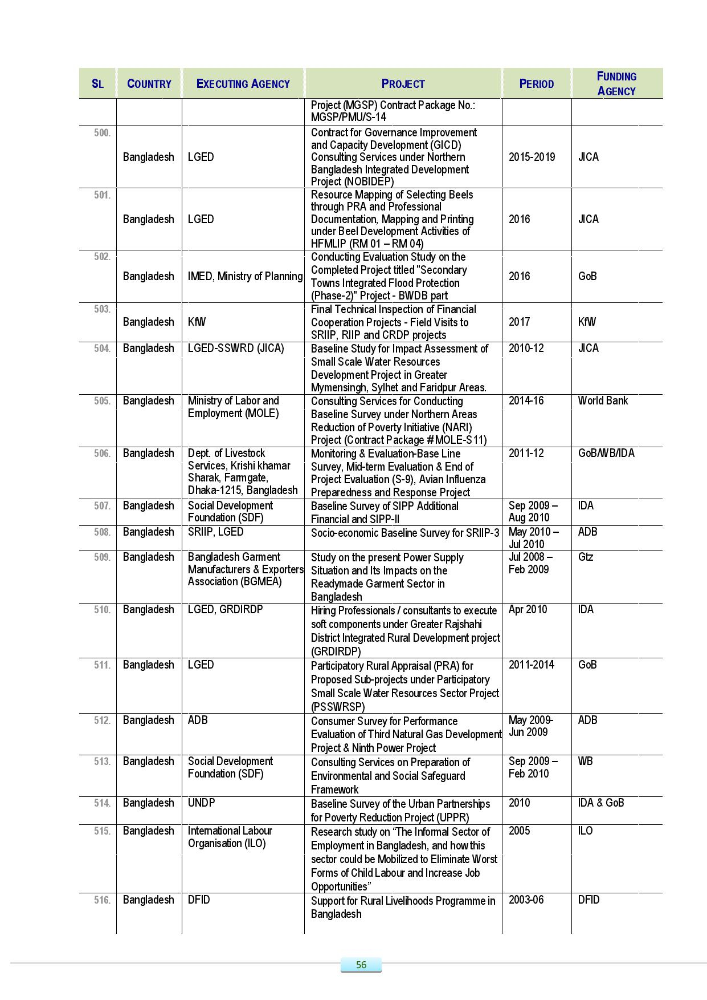 SL COUNTRY EXECUTING AGENCY PROJECT PERIOD FUNDING
AGENCY
Project (MGSP) Contract Package No.:
MGSP/PMU/S-14
500.
Bangladesh
LGED
Contract for Governance Improvement
and Capacity Development (GICD)
Consulting Services under Northern
Bangladesh Integrated Development
Project (NOBIDEP)
2015-2019
JICA
501.
Bangladesh
LGED
Resource Mapping of Selecting Beels
through PRA and Professional
Documentation, Mapping and Printing
under Beel Development Activities of
HFMLIP (RM 01 – RM 04)
2016
JICA
502.
Bangladesh
IMED, Ministry of Planning
Conducting Evaluation Study on the
Completed Project titled "Secondary
Towns Integrated Flood Protection
(Phase-2)" Project - BWDB part
2016
GoB
503.
Bangladesh
KfW
Final Technical Inspection of Financial
Cooperation Projects - Field Visits to
SRIIP, RIIP and CRDP projects
2017
KfW
504.
Bangladesh
LGED-SSWRD (JICA)
Baseline Study for Impact Assessment of
Small Scale Water Resources
Development Project in Greater
Mymensingh, Sylhet and Faridpur Areas.
2010-12
JICA
505.
Bangladesh
Ministry of Labor and
Employment (MOLE)
Consulting Services for Conducting
Baseline Survey under Northern Areas
Reduction of Poverty Initiative (NARI)
Project (Contract Package #MOLE-S11)
2014-16
World Bank
506.
Bangladesh
Dept. of Livestock
Services, Krishi khamar
Sharak, Farmgate,
Dhaka-1215, Bangladesh
Monitoring & Evaluation-Base Line
Survey, Mid-term Evaluation & End of
Project Evaluation (S-9), Avian Influenza
Preparedness and Response Project
2011-12
GoB/WB/IDA
507.
Bangladesh
Social Development
Foundation (SDF)
Baseline Survey of SIPP Additional
Financial and SIPP-II
Sep 2009 –
Aug 2010
IDA
508.
Bangladesh
SRIIP, LGED
Socio-economic Baseline Survey for SRIIP-3
May 2010 –
Jul 2010
ADB
509.
Bangladesh
Bangladesh Garment
Manufacturers & Exporters
Association (BGMEA)
Study on the present Power Supply
Situation and Its Impacts on the
Readymade Garment Sector in
Bangladesh
Jul 2008 –
Feb 2009
Gtz
510.
Bangladesh
LGED, GRDIRDP
Hiring Professionals / consultants to execute
soft components under Greater Rajshahi
District Integrated Rural Development project
(GRDIRDP)
Apr 2010
IDA
511.
Bangladesh
LGED
Participatory Rural Appraisal (PRA) for
Proposed Sub-projects under Participatory
Small Scale Water Resources Sector Project
(PSSWRSP)
2011-2014
GoB
512.
Bangladesh
ADB
Consumer Survey for Performance
Evaluation of Third Natural Gas Development
Project & Ninth Power Project
May 2009-
Jun 2009
ADB
513.
Bangladesh
Social Development
Foundation (SDF)
Consulting Services on Preparation of
Environmental and Social Safeguard
Framework
Sep 2009 –
Feb 2010
WB
514.
Bangladesh
UNDP
Baseline Survey of the Urban Partnerships
for Poverty Reduction Project (UPPR)
2010
IDA & GoB
515.
Bangladesh
International Labour
Organisation (ILO)
Research study on “The Informal Sector of
Employment in Bangladesh, and how this
sector could be Mobilized to Eliminate Worst
Forms of Child Labour and Increase Job
Opportunities”
2005
ILO
516.
Bangladesh
DFID
Support for Rural Livelihoods Programme in
Bangladesh
2003-06
DFID
56